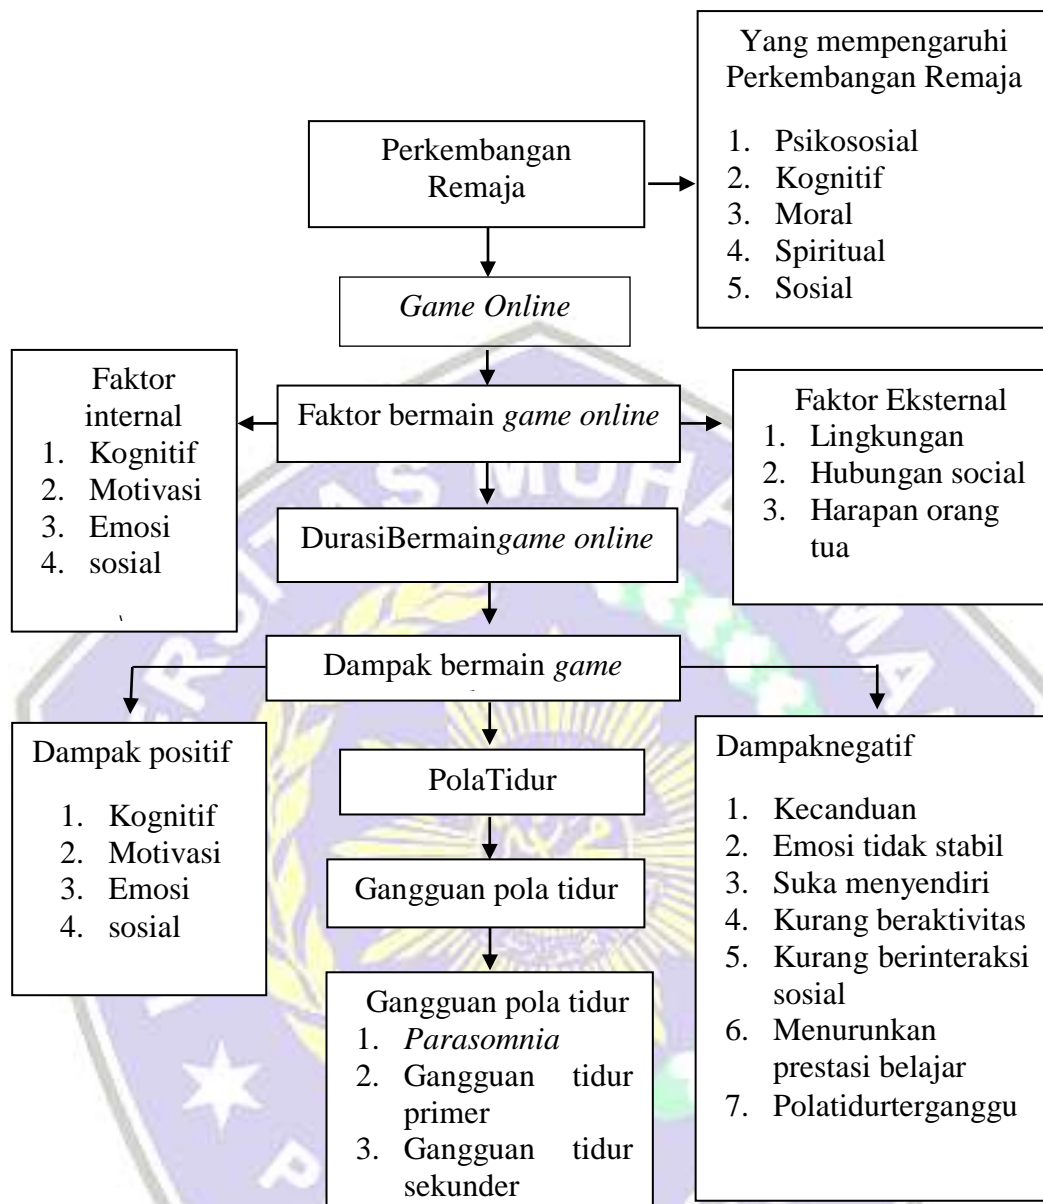 Yang mempengaruhi
Perkembangan Remaja
1. Psikososial
2. Kognitif
3. Moral
4. Spiritual
5. Sosial
Perkembangan
Remaja
Game Online
Faktor
internal
1. Kognitif
2. Motivasi
3. Emosi
4. sosial
Faktor bermain game online
Faktor Eksternal
1. Lingkungan
2. Hubungan social
3. Harapan orang
tua
DurasiBermaingame online
Dampak bermain game
Dampak positif
1. Kognitif
2. Motivasi
3. Emosi
4. sosial
PolaTidur
Gangguan pola tidur
Gangguan pola tidur
1. Parasomnia
2. Gangguan tidur
primer
3. Gangguan tidur
sekunder
Dampaknegatif
1. Kecanduan
2. Emosi tidak stabil
3. Suka menyendiri
4. Kurang beraktivitas
5. Kurang berinteraksi
sosial
6. Menurunkan
prestasi belajar
7. Polatidurterganggu